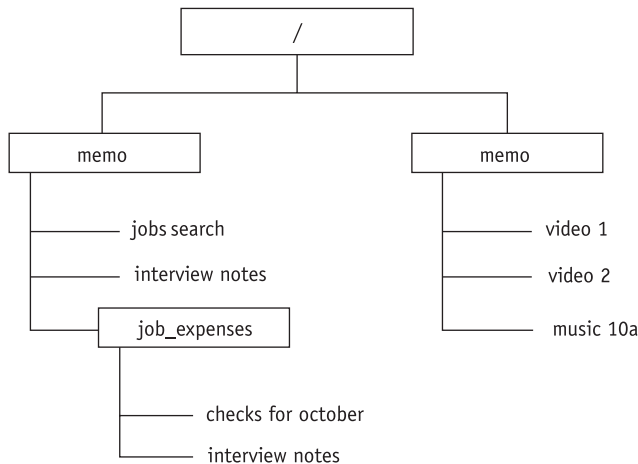 /
memo
memo
jobs search
interview notes
job_expenses
checks for october
interview notes
video 1
video 2
music 10a